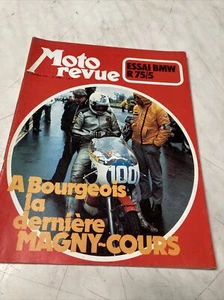 Moto
revue
ESSAI BMW
R 75/5
100
A Bourgeois
la
dernière
MAGNY-COURS